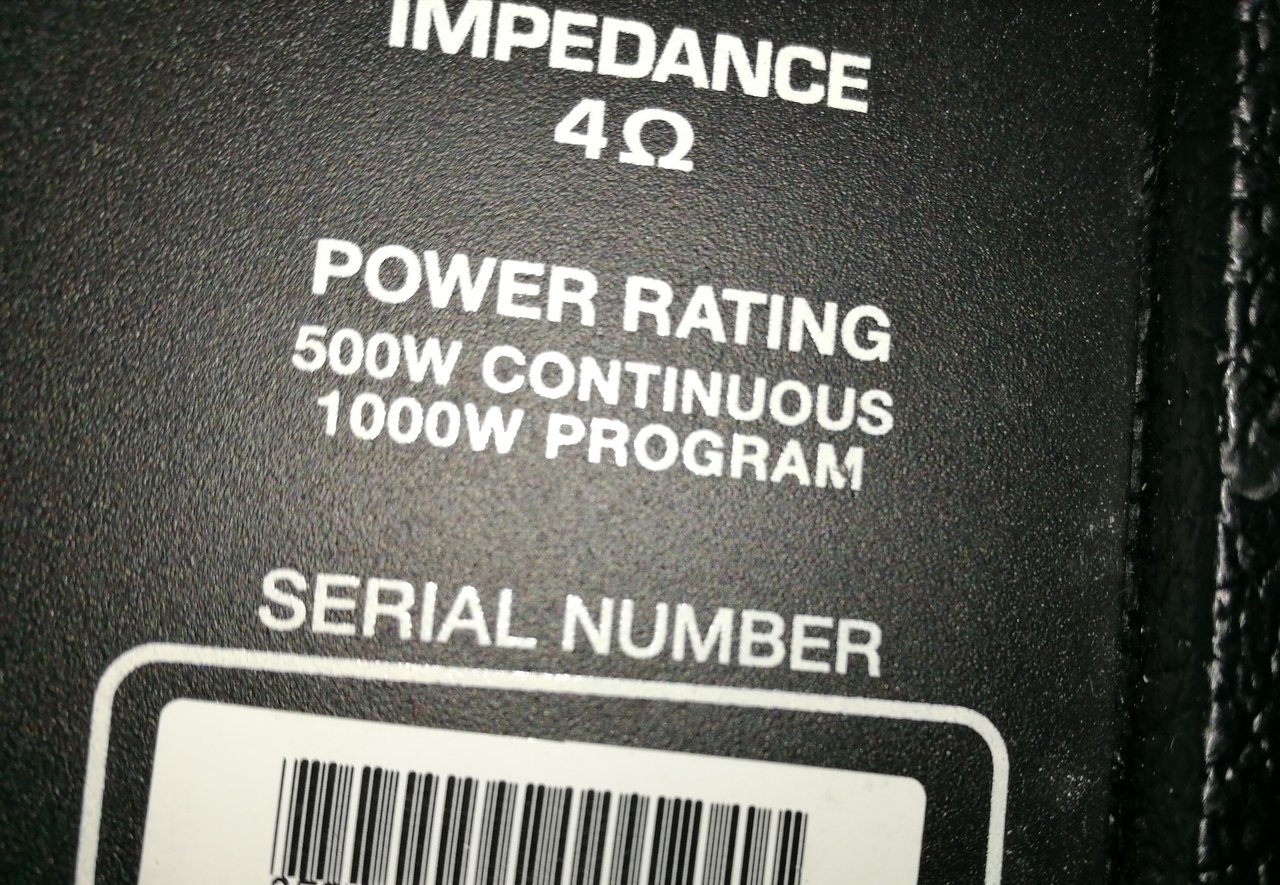 IMPEDANCE
4Ω
POWER RATING
500W CONTINUOUS
1000W PROGRAM
SERIAL NUMBER